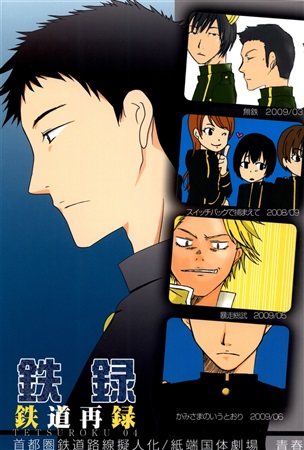 無鉄 2009/03
スイッチバックで捕まえて 2008/09
暴走総武 2009/05
かみさまのいうとおり 2009/06
鉄録
鉄道再録
TETSUROKU 04
首都圏鉄道路線擬人化/紙端国体劇場 青春